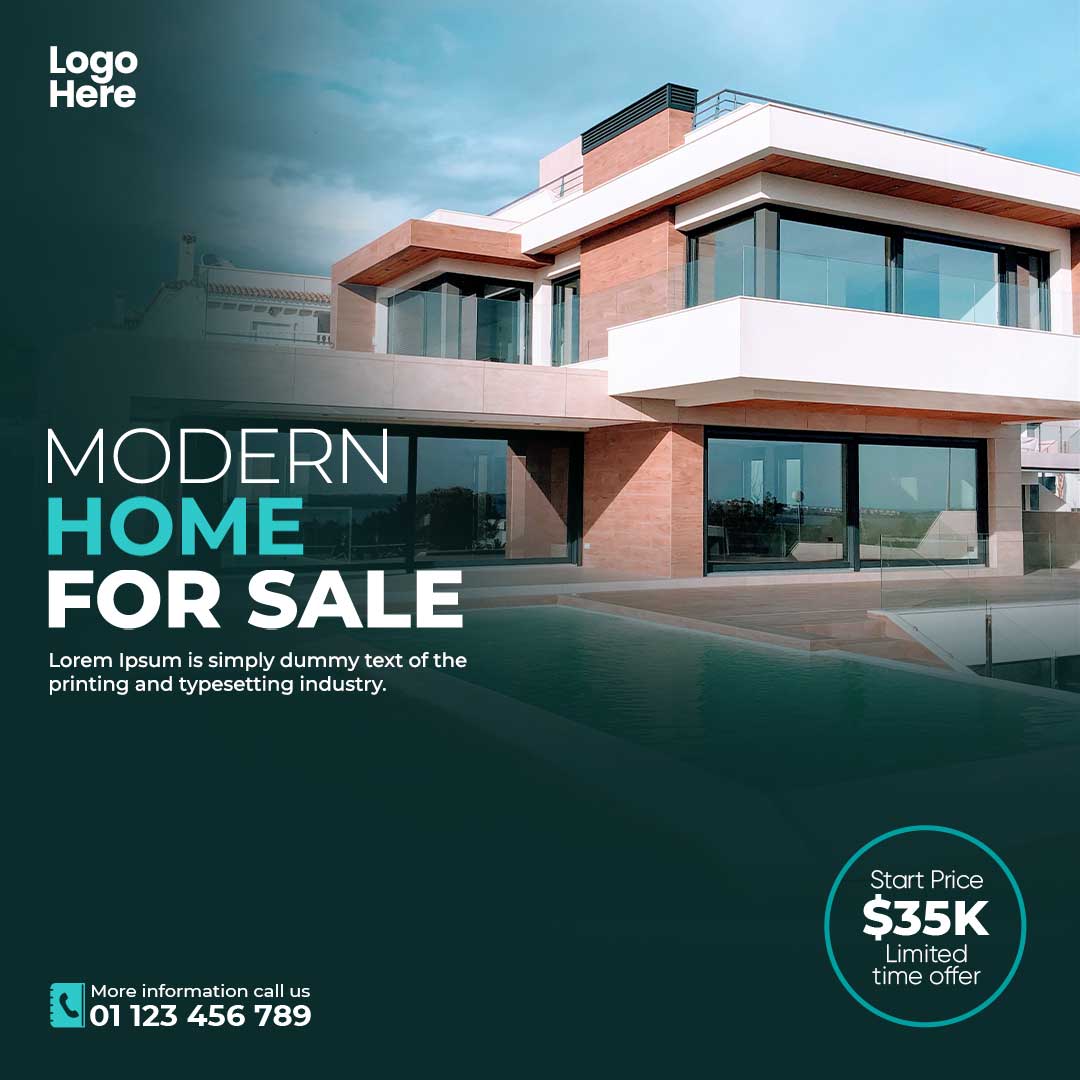 Logo
Here
MODERN
HOME
FOR SALE
Lorem Ipsum is simply dummy text of the
printing and typesetting industry.
Start Price
$35K
Limited
time offer
More information call us
01 123 456 789